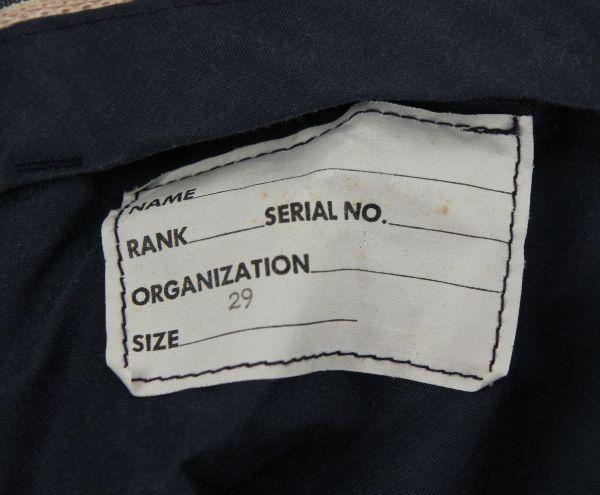 NAME
RANK SERIAL NO.
ORGANIZATION
SIZE 29